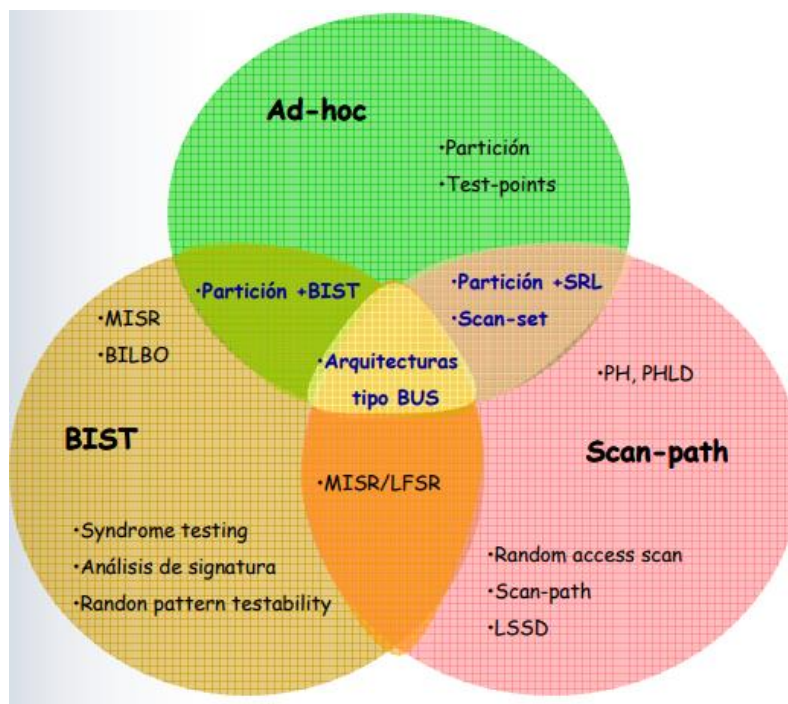 Ad-hoc
·Partición
·Test-points
·Partición +BIST
·Partición +SRL
·Scan-set
·MISR
·BILBO
·Arquitecturas
tipo BUS
·PH, PHLD
BIST
Scan-path
·MISR/LFSR
·Syndrome testing
·Análisis de signatura
·Randon pattern testability
·Random access scan
·Scan-path
·LSSD